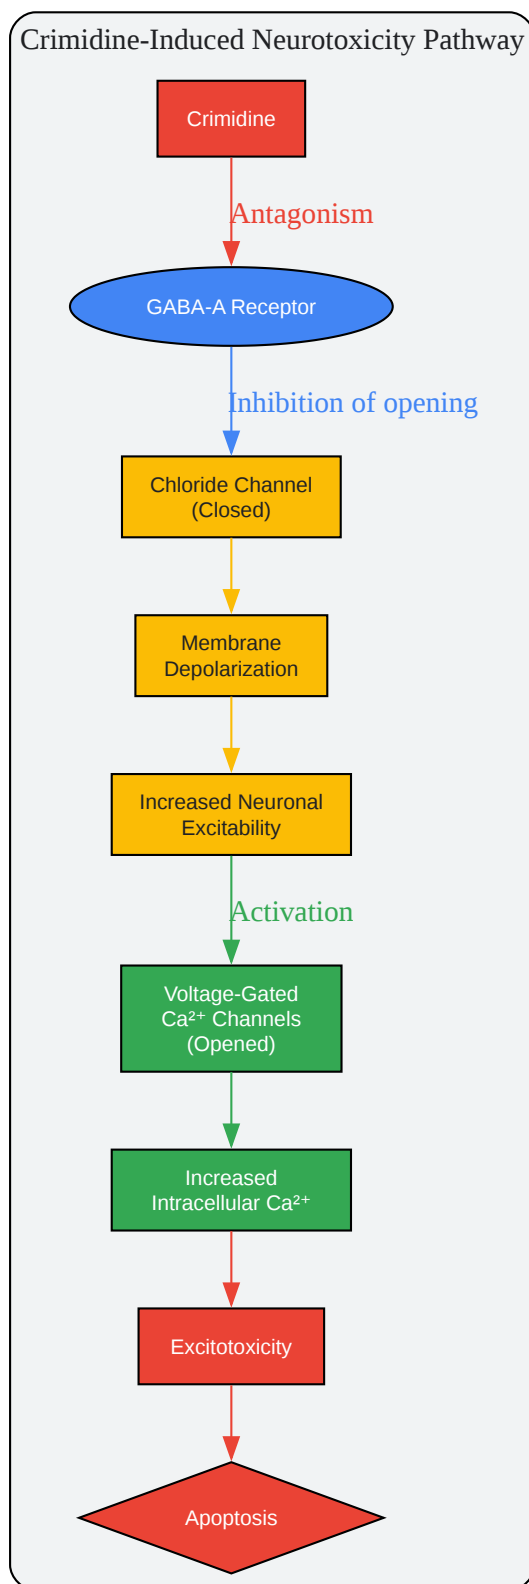 Crimidine-Induced Neurotoxicity Pathway
Crimidine
Antagonism
GABA-A Receptor
Inhibition of opening
Chloride Channel
(Closed)
Membrane
Depolarization
Increased Neuronal
Excitability
Activation
Voltage-Gated
Ca²⁺ Channels
(Opened)
Increased
Intracellular Ca²⁺
Excitotoxicity
Apoptosis